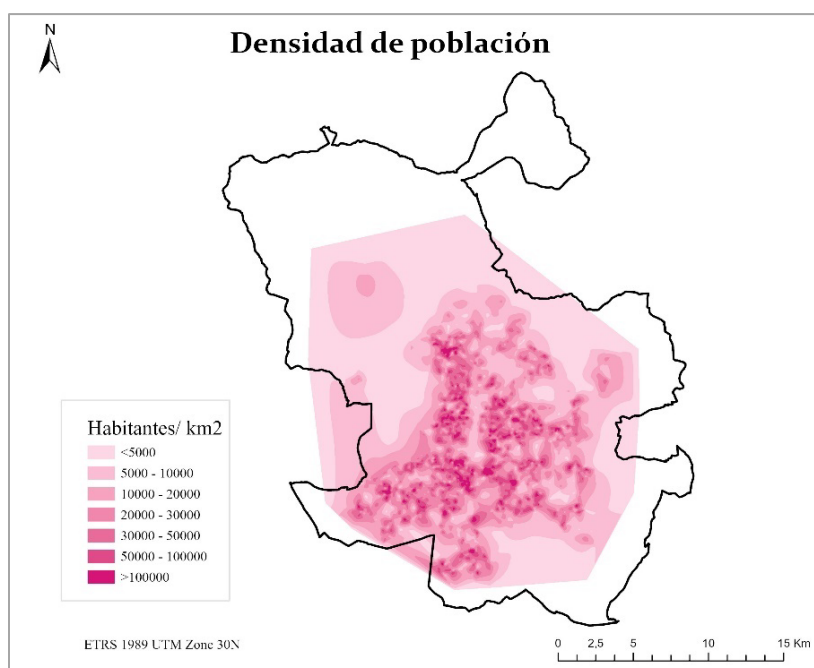 N
Densidad de población
Habitantes/ km2
<5000
5000 - 10000
10000 - 20000
20000 - 30000
30000 - 50000
50000 - 100000
>100000
ETRS 1989 UTM Zone 30N
0 2,5 5 10 15 Km